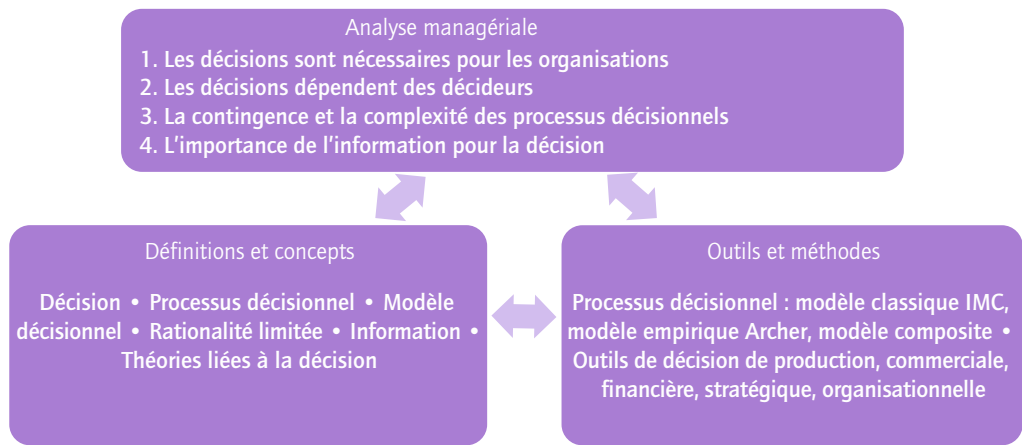 Analyse managériale
1. Les décisions sont nécessaires pour les organisations
2. Les décisions dépendent des décideurs
3. La contingence et la complexité des processus décisionnels
4. L'importance de l'information pour la décision
Définitions et concepts
Décision • Processus décisionnel • Modèle
décisionnel • Rationalité limitée • Information •
Théories liées à la décision
Outils et méthodes
Processus décisionnel : modèle classique IMC,
modèle empirique Archer, modèle composite •
Outils de décision de production, commerciale,
financière, stratégique, organisationnelle